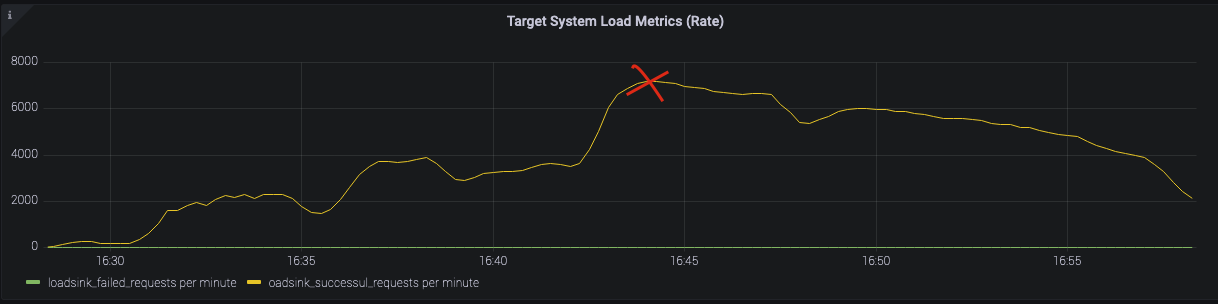 i
Target System Load Metrics (Rate)
8000
6000
4000
2000
0
16:30 16:35 16:40 16:45 16:50 16:55
loadsink_failed_requests per minute oadsink_successul_requests per minute